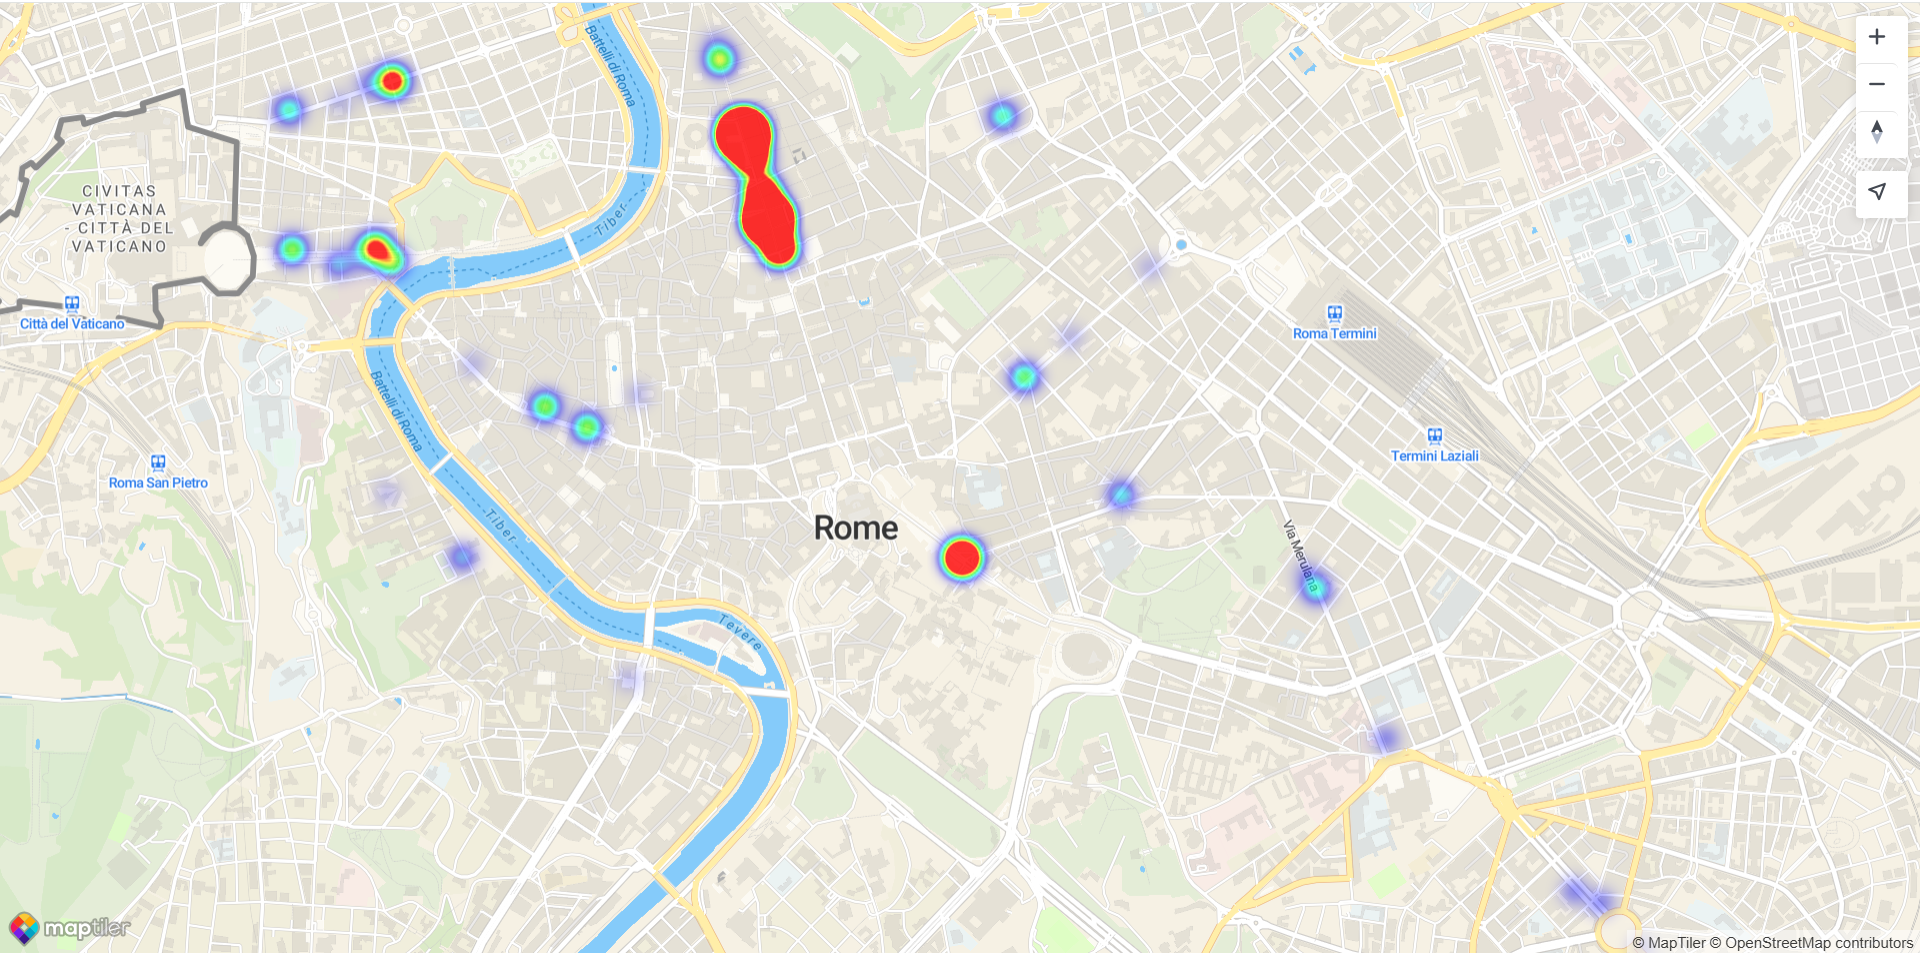 Battelli di Roma
CIVITAS
VATICANA
- CITTÀ DEL
VATICANO
Tiber
Città del Vaticano
Roma Termini
Battelli di Roma
Termini Laziali
Roma San Pietro
Tiber
Rome
Via Merulana
Tevere
maptiler
© MapTiler © OpenStreetMap contributors